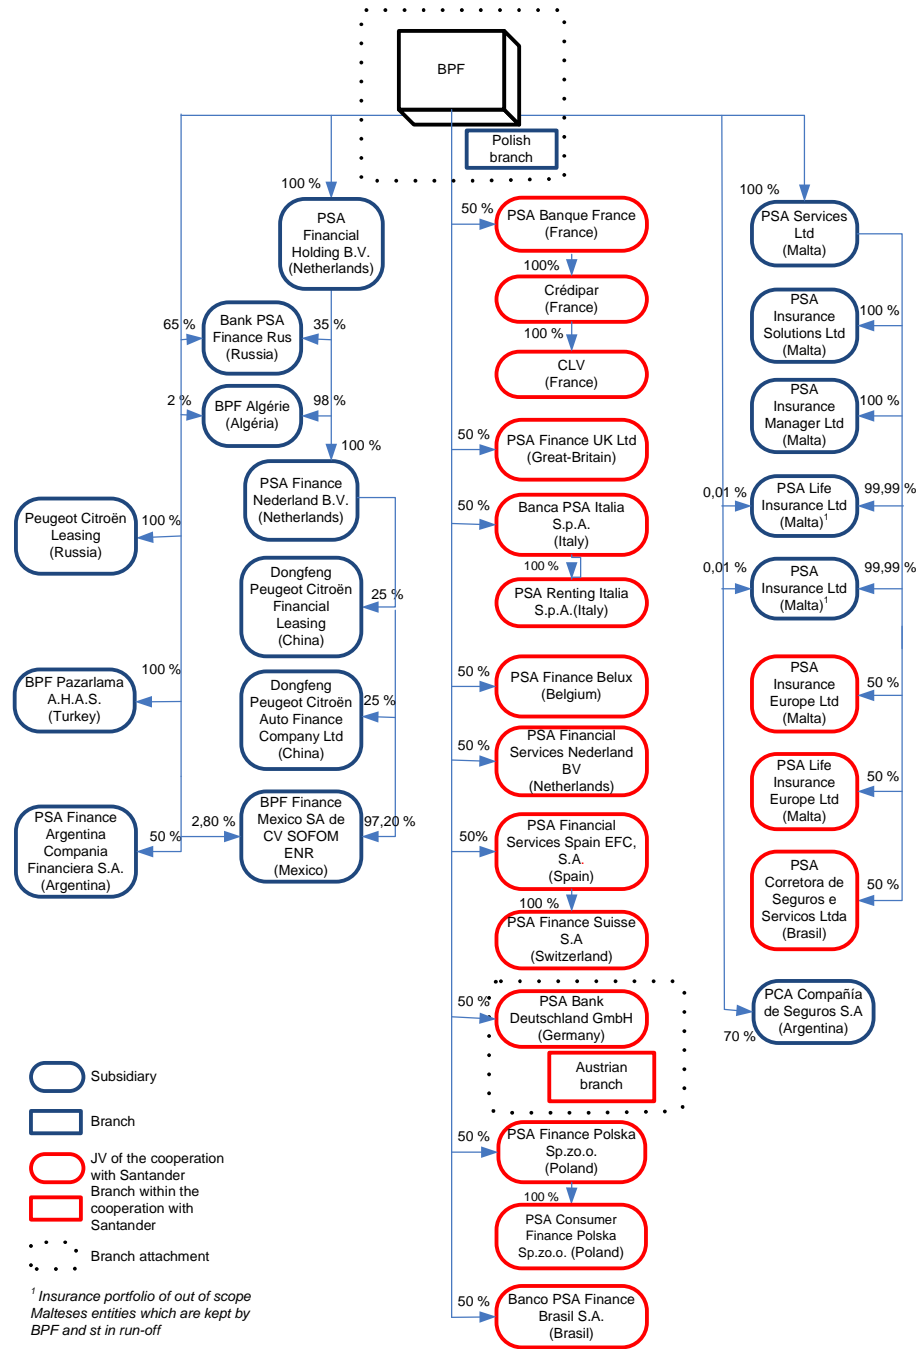 BPF
Polish
branch
100 %
PSA
Financial
Holding B.V.
(Netherlands)
65 %
Bank PSA
Finance Rus
(Russia)
35 %
2 %
BPF Algérie
(Algéria)
98 %
100 %
PSA Finance
Nederland B.V.
(Netherlands)
Peugeot Citroën
Leasing
(Russia)
100 %
Dongfeng
Peugeot Citroën
Financial
Leasing
(China)
25 %
BPF Pazarlama
A.H.A.S.
(Turkey)
100 %
Dongfeng
Peugeot Citroën
Auto Finance
Company Ltd
(China)
25 %
PSA Finance
Argentina
Compania
Financiera S.A.
(Argentina)
50 %
2,80 %
BPF Finance
Mexico SA de
CV SOFOM
ENR
(Mexico)
97,20 %
50 %
PSA Banque France
(France)
100%
Crédipar
(France)
100 %
CLV
(France)
50 %
PSA Finance UK Ltd
(Great-Britain)
50 %
Banca PSA Italia
S.p.A.
(Italy)
100 %
PSA Renting Italia
S.p.A.(Italy)
50 %
PSA Finance Belux
(Belgium)
50 %
PSA Financial
Services Nederland
BV
(Netherlands)
50%
PSA Financial
Services Spain EFC,
S.A.
(Spain)
100 %
PSA Finance Suisse
S.A
(Switzerland)
50 %
PSA Bank
Deutschland GmbH
(Germany)
Austrian
branch
50 %
PSA Finance Polska
Sp.zo.o.
(Poland)
100 %
PSA Consumer
Finance Polska
Sp.zo.o. (Poland)
50 %
Banco PSA Finance
Brasil S.A.
(Brasil)
100 %
PSA Services
Ltd
(Malta)
PSA
Insurance
Solutions Ltd
(Malta)
100 %
PSA
Insurance
Manager Ltd
(Malta)
100 %
0,01 %
PSA Life
Insurance Ltd
(Malta)¹
99,99 %
0,01 %
PSA
Insurance Ltd
(Malta)¹
99,99 %
PSA
Insurance
Europe Ltd
(Malta)
50 %
PSA Life
Insurance
Europe Ltd
(Malta)
50 %
PSA
Corretora de
Seguros e
Servicos Ltda
(Brasil)
50 %
PCA Compañía
de Seguros S.A
(Argentina)
70 %
Subsidiary
Branch
JV of the cooperation
with Santander
Branch within the
cooperation with
Santander
Branch attachment
¹ Insurance portfolio of out of scope
Malteses entities which are kept by
BPF and st in run-off